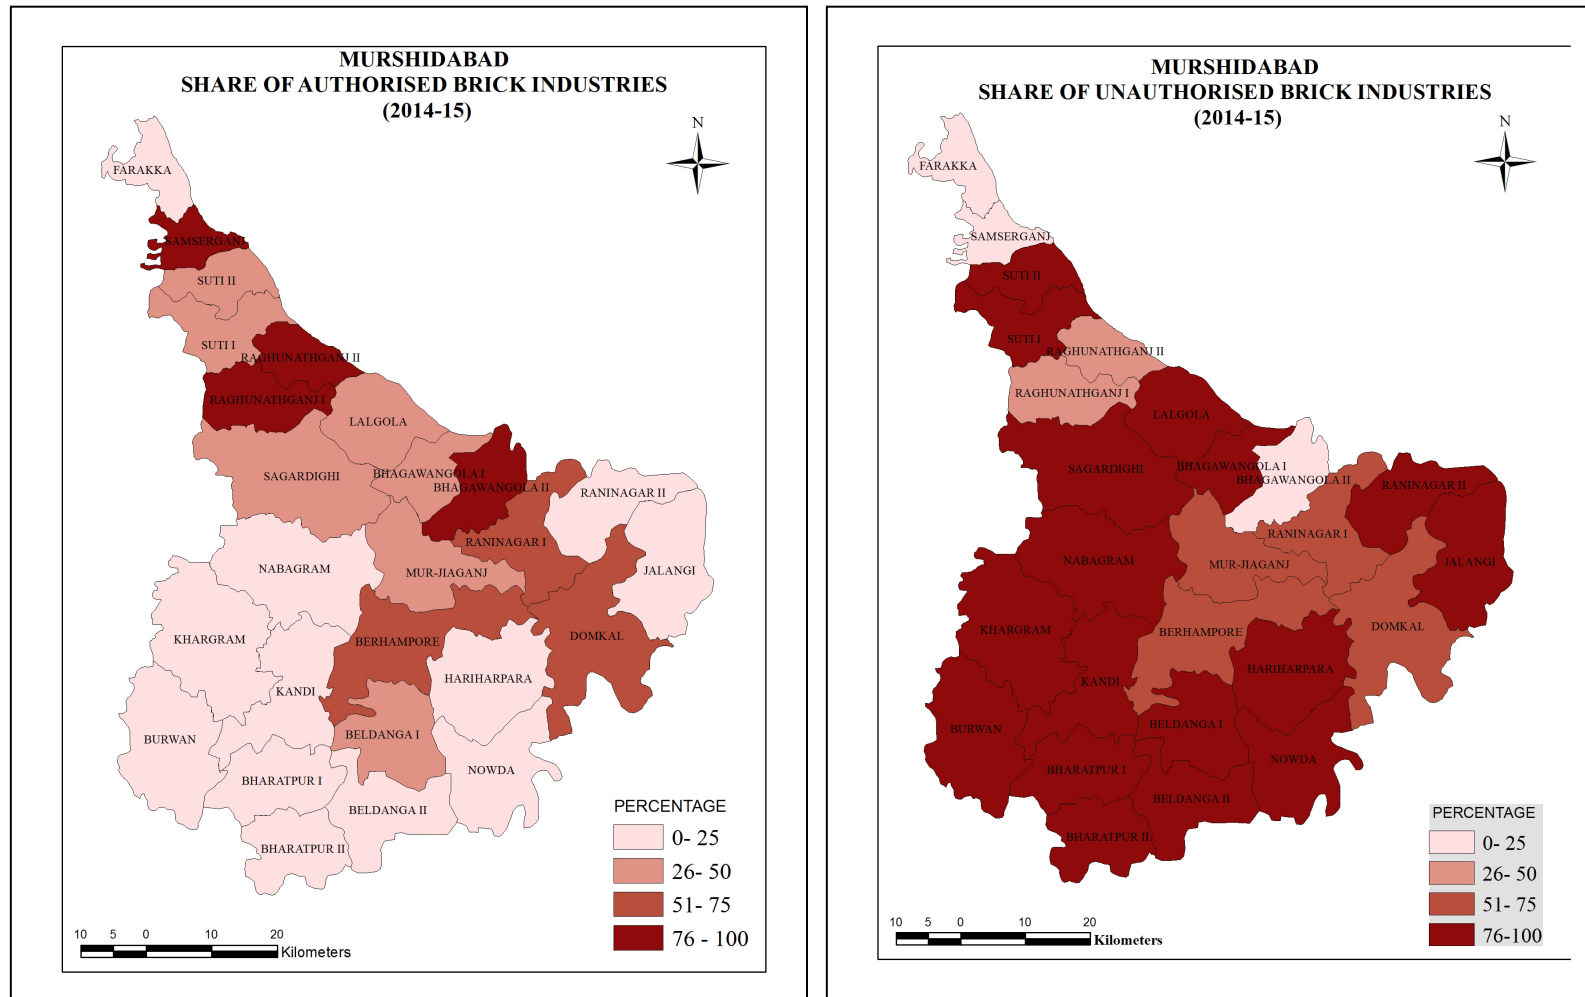 MURSHIDABAD
SHARE OF AUTHORISED BRICK INDUSTRIES
(2014-15)
N
FARAKKA
SAMSERGANJ
SUTI II
SUTI I
RAGHUNATHGANJ II
RAGHUNATHGANJ I
LALGOLA
SAGARDIGHI
BHAGAWANGOLA I
BHAGAWANGOLA II
RANINAGAR II
RANINAGAR I
NABAGRAM
MUR-JIAGANJ
JALANGI
KHARGRAM
BERHAMPORE
DOMKAL
KANDI
HARIHARPARA
BURWAN
BELDANGA I
BHARATPUR I
NOWDA
BELDANGA II
BHARATPUR II
PERCENTAGE
0- 25
26- 50
51- 75
76 - 100
10 5 0 10 20
Kilometers
MURSHIDABAD
SHARE OF UNAUTHORISED BRICK INDUSTRIES
(2014-15)
N
FARAKKA
SAMSERGANJ
SUTI II
SUTI I
RAGHUNATHGANJ II
RAGHUNATHGANJ I
LALGOLA
SAGARDIGHI
BHAGAWANGOLA I
BHAGAWANGOLA II
RANINAGAR II
RANINAGAR I
NABAGRAM
MUR-JIAGANJ
JALANGI
KHARGRAM
BERHAMPORE
DOMKAL
KANDI
HARIHARPARA
BURWAN
BELDANGA I
BHARATPUR I
NOWDA
BELDANGA II
BHARATPUR II
PERCENTAGE
0- 25
26- 50
51- 75
76-100
10 5 0 10 20
Kilometers